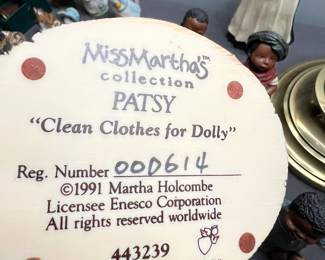 MissMartha's™
collection
PATSY
"Clean Clothes for Dolly"
Reg. Number 000614
©1991 Martha Holcombe
Licensee Enesco Corporation
All rights reserved worldwide
443239